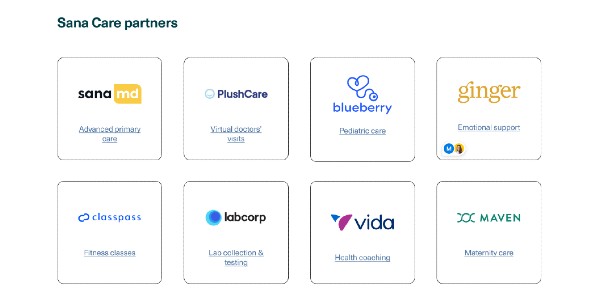 Sana Care partners
sana md
PlushCare
blueberry
ginger
Advanced primary
care
Virtual doctors'
visits
Pediatric care
Emotional support
M
classpass
labcorp
vida
MAVEN
Fitness classes
Lab collection &
testing
Health coaching
Maternity care